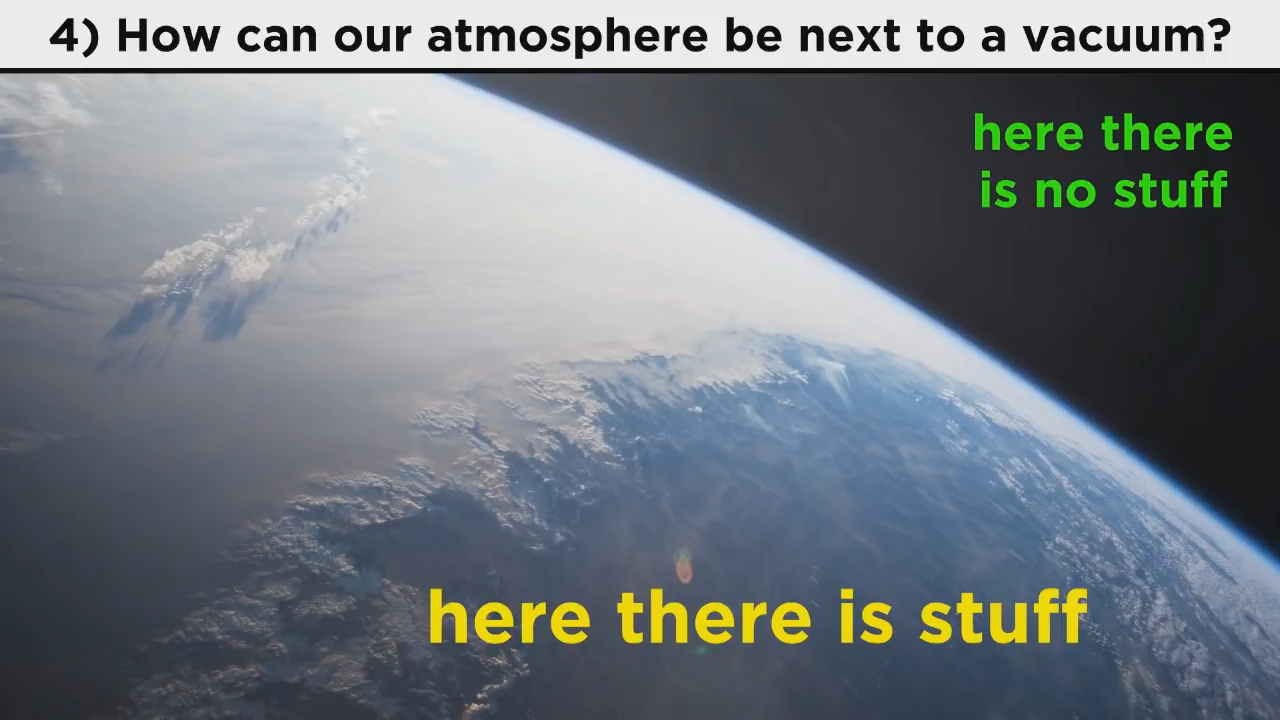 4) How can our atmosphere be next to a vacuum?
here there
is no stuff
here there is stuff